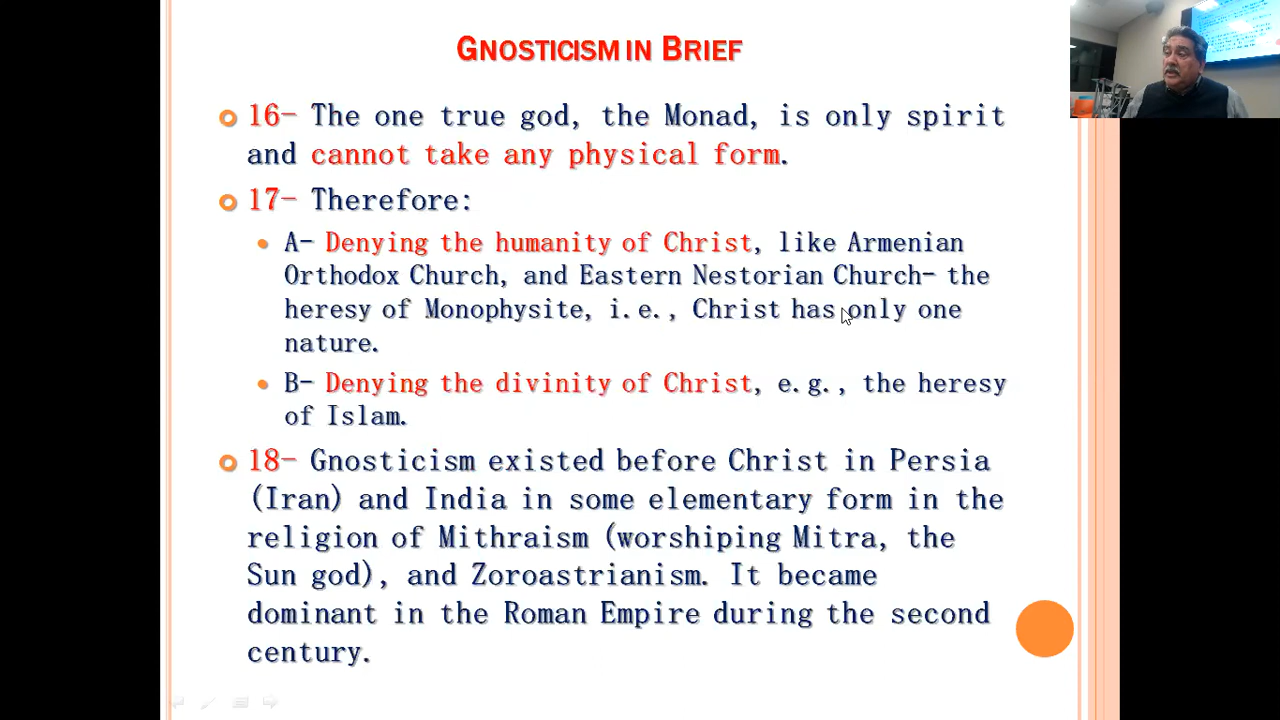 GNOSTICISM IN BRIEF
16- The one true god, the Monad, is only spirit
and cannot take any physical form.
17- Therefore:
A- Denying the humanity of Christ, like Armenian
Orthodox Church, and Eastern Nestorian Church- the
heresy of Monophysite, i.e., Christ has only one
nature.
B- Denying the divinity of Christ, e.g., the heresy
of Islam.
18- Gnosticism existed before Christ in Persia
(Iran) and India in some elementary form in the
religion of Mithraism (worshiping Mitra, the
Sun god), and Zoroastrianism. It became
dominant in the Roman Empire during the second
century.